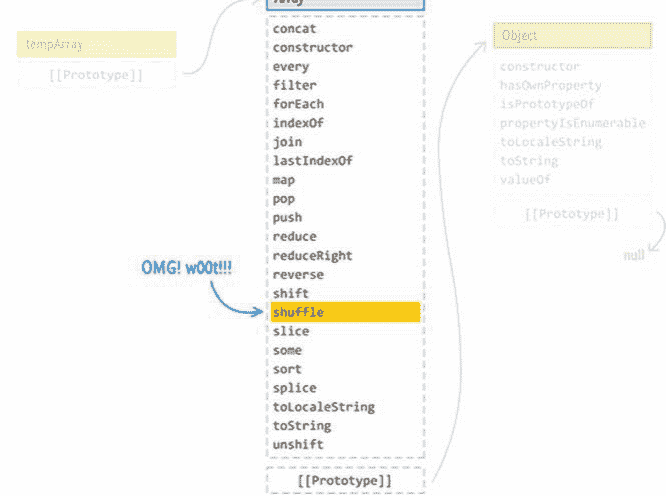 Array
tempArray
[[Prototype]]
concat
constructor
every
filter
forEach
indexOf
join
lastIndexOf
map
pop
push
reduce
reduceRight
reverse
shift
shuffle
slice
some
sort
splice
toLocaleString
toString
unshift
[[Prototype]]
OMG! w00t!!!
Object
constructor
hasOwnProperty
isPrototypeOf
propertyIsEnumerable
toLocaleString
toString
valueOf
[[Prototype]]
null